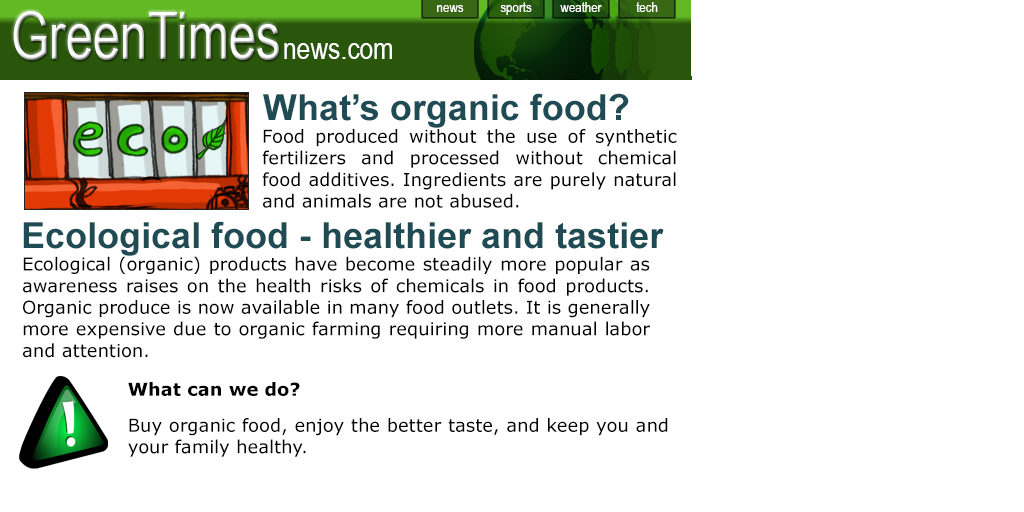 news sports weather tech
GreenTimesnews.com
eco
What's organic food?
Food produced without the use of synthetic
fertilizers and processed without chemical
food additives. Ingredients are purely natural
and animals are not abused.
Ecological food - healthier and tastier
Ecological (organic) products have become steadily more popular as
awareness raises on the health risks of chemicals in food products.
Organic produce is now available in many food outlets. It is generally
more expensive due to organic farming requiring more manual labor
and attention.
What can we do?
Buy organic food, enjoy the better taste, and keep you and
your family healthy.